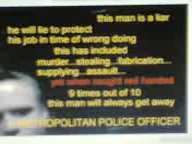 this man is a liar
he will lie to protect
his job in time of wrong doing
this has included
murder...stealing...fabrication...
supplying...assault...
yet when caught red handed
9 times out of 10
this man will always get away
METROPOLITAN POLICE OFFICER